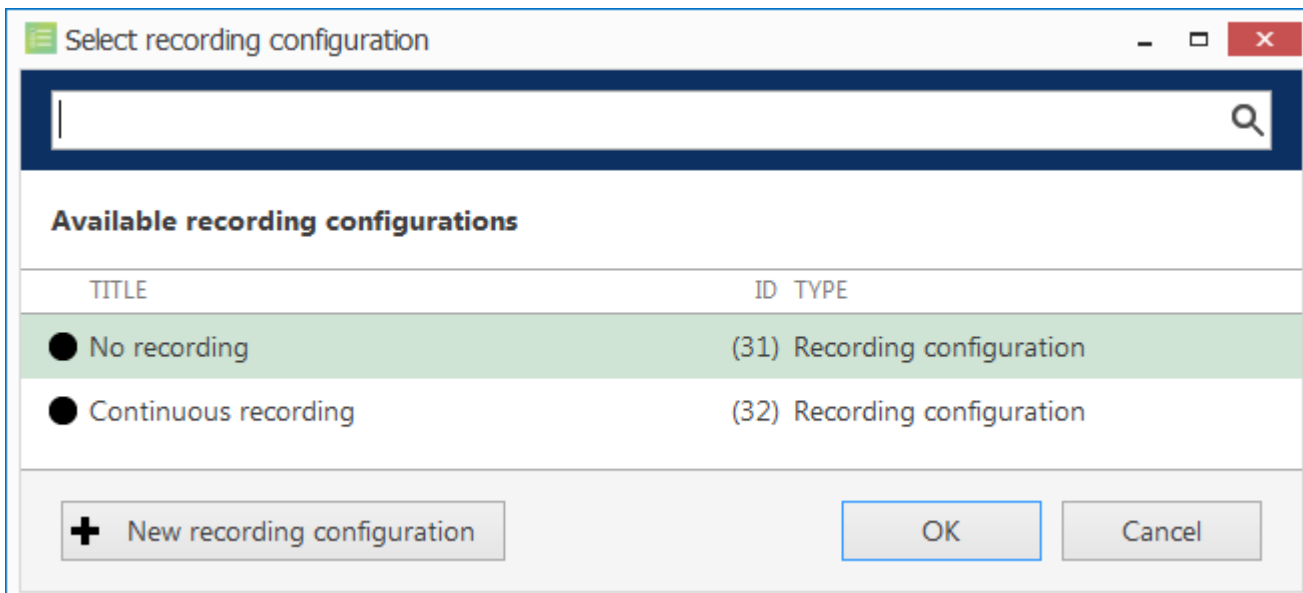 Select recording configuration
Available recording configurations
TITLE ID TYPE
No recording (31) Recording configuration
Continuous recording (32) Recording configuration
New recording configuration OK Cancel